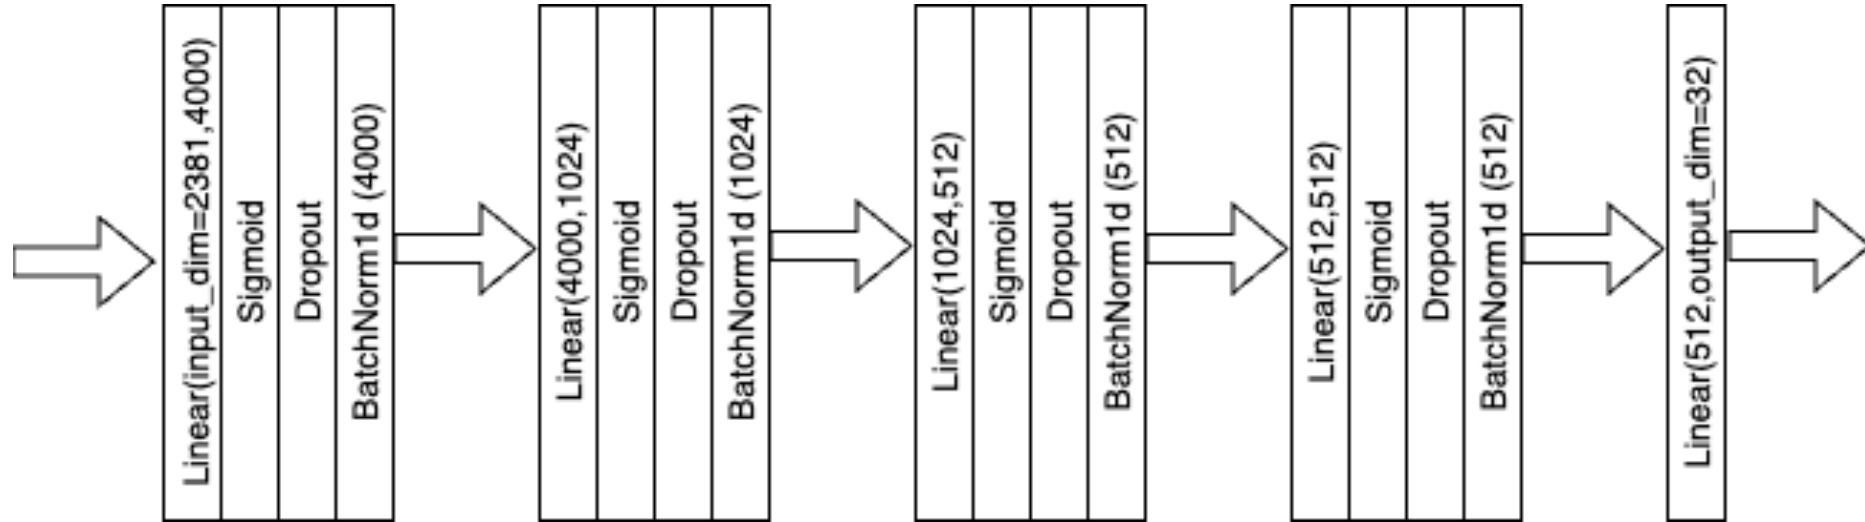 Linear(input_dim=2381,4000)
Sigmoid
Dropout
BatchNorm1d (4000)
Linear(4000,1024)
Sigmoid
Dropout
BatchNorm1d (1024)
Linear(1024,512)
Sigmoid
Dropout
BatchNorm1d (512)
Linear(512,512)
Sigmoid
Dropout
BatchNorm1d (512)
Linear(512,output_dim=32)